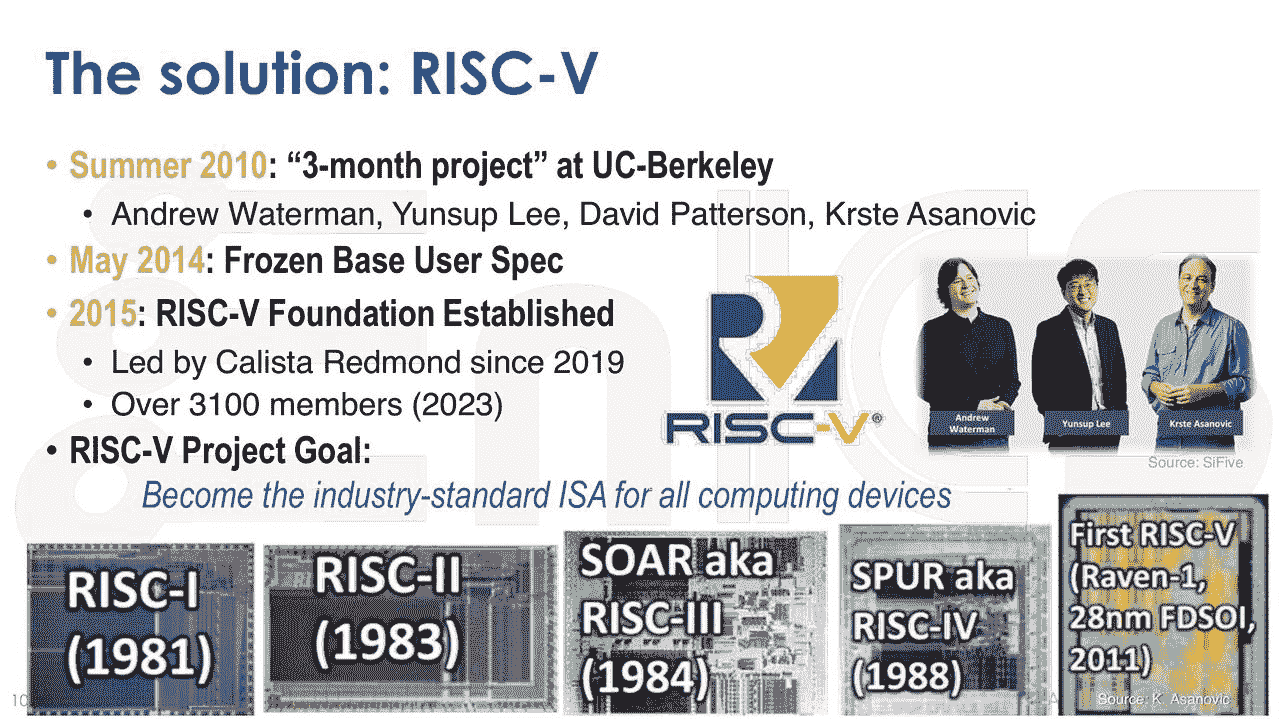 The solution: RISC-V
• Summer 2010: “3-month project” at UC-Berkeley
• Andrew Waterman, Yunsup Lee, David Patterson, Krste Asanovic
• May 2014: Frozen Base User Spec
• 2015: RISC-V Foundation Established
• Led by Calista Redmond since 2019
• Over 3100 members (2023)
• RISC-V Project Goal:
Become the industry-standard ISA for all computing devices
RISC-V®
Andrew
Waterman
Yunsup Lee
Krste Asanovic
Source: SiFive
RISC-I
(1981)
RISC-II
(1983)
SOAR aka
RISC-III
(1984)
SPUR aka
RISC-IV
(1988)
First RISC-V
(Raven-1,
28nm FDSOI,
2011)
Source: K. Asanovic
10